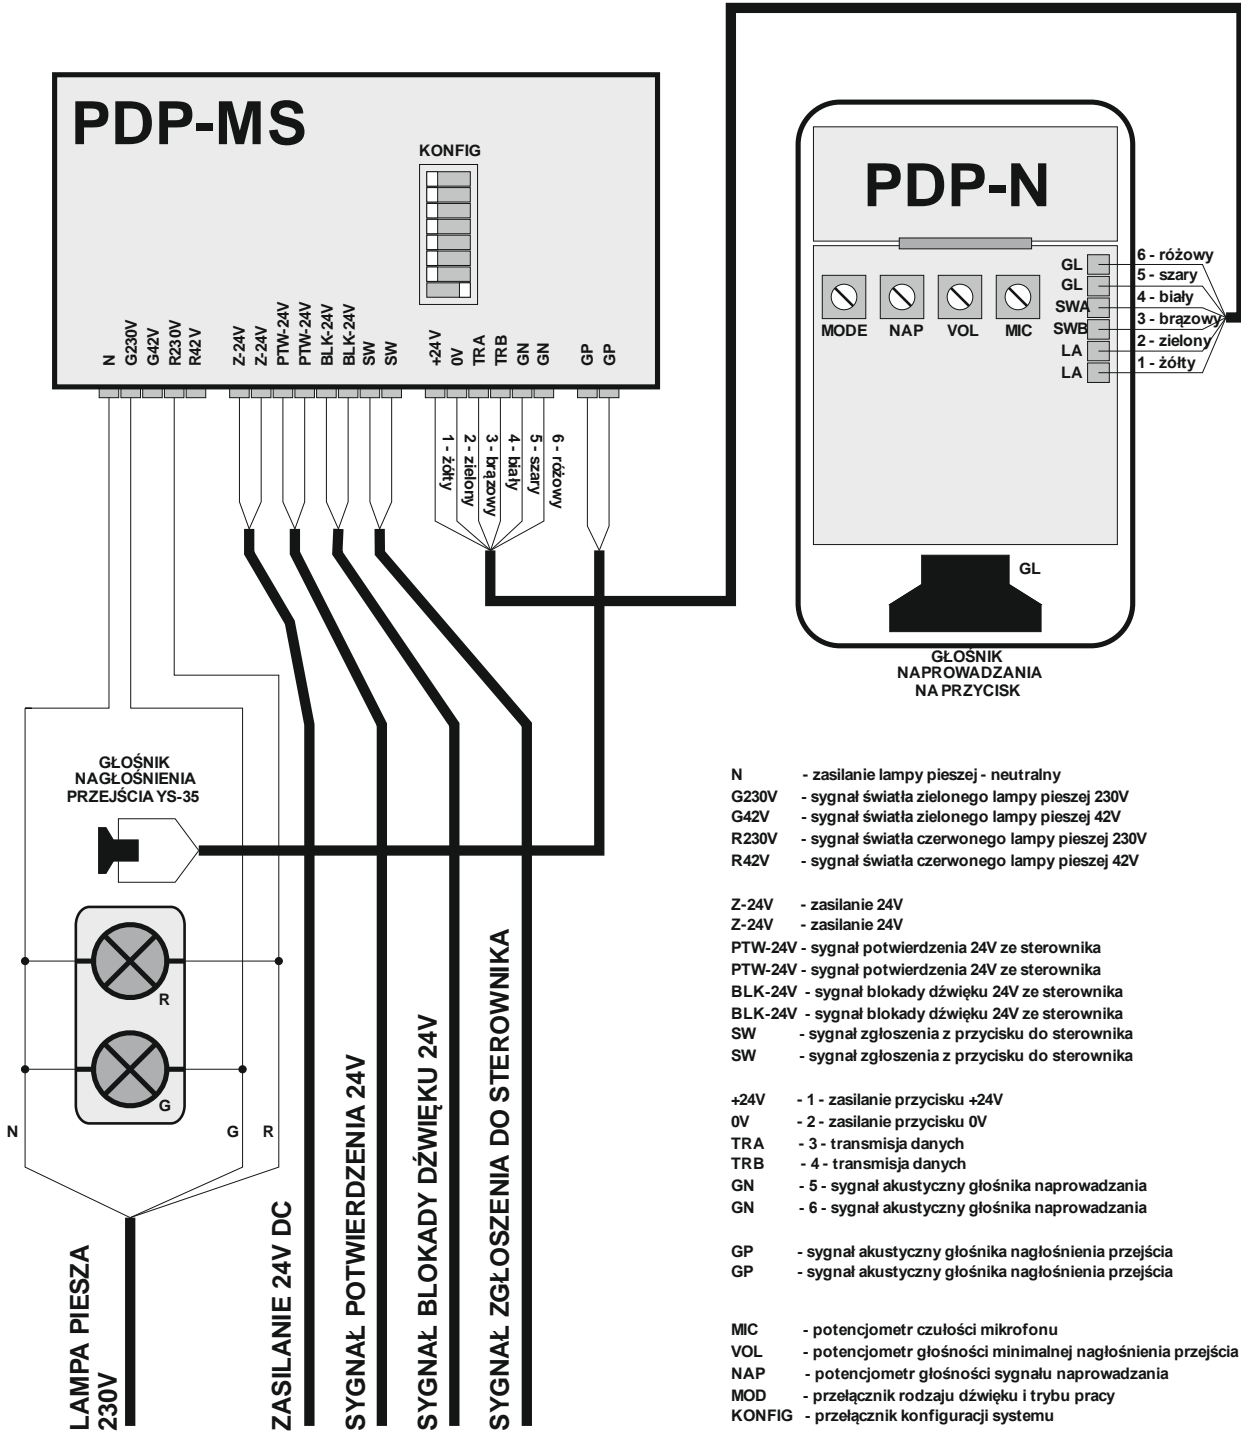 PDP-MS
KONFIG
N
G230V
G42V
R230V
R42V
Z-24V
Z-24V
PTW-24V
PTW-24V
BLK-24V
BLK-24V
SW
SW
+24V
0V
TRA
TRB
GN
GN
GP
GP
1 - żółty
2 - zielony
3 - brązowy
4 - biały
5 - szary
6 - różowy
PDP-N
MODE
NAP
VOL
MIC
GL
GL
SWA
SWB
LA
LA
6 - różowy
5 - szary
4 - biały
3 - brązowy
2 - zielony
1 - żółty
GL
GŁOŚNIK
NAPROWADZANIA
NA PRZYCISK
GŁOŚNIK
NAGŁOŚNIENIA
PRZEJŚCIA YS-35
R
G
N
G
R
LAMPA PIESZA
230V
ZASILANIE 24V DC
SYGNAŁ POTWIERDZENIA 24V
SYGNAŁ BLOKADY DŹWIĘKU 24V
SYGNAŁ ZGŁOSZENIA DO STEROWNIKA
N - zasilanie lampy pieszej - neutralny
G230V - sygnał światła zielonego lampy pieszej 230V
G42V - sygnał światła zielonego lampy pieszej 42V
R230V - sygnał światła czerwonego lampy pieszej 230V
R42V - sygnał światła czerwonego lampy pieszej 42V
Z-24V - zasilanie 24V
Z-24V - zasilanie 24V
PTW-24V - sygnał potwierdzenia 24V ze sterownika
PTW-24V - sygnał potwierdzenia 24V ze sterownika
BLK-24V - sygnał blokady dźwięku 24V ze sterownika
BLK-24V - sygnał blokady dźwięku 24V ze sterownika
SW - sygnał zgłoszenia z przycisku do sterownika
SW - sygnał zgłoszenia z przycisku do sterownika
+24V - 1 - zasilanie przycisku +24V
0V - 2 - zasilanie przycisku 0V
TRA - 3 - transmisja danych
TRB - 4 - transmisja danych
GN - 5 - sygnał akustyczny głośnika naprowadzania
GN - 6 - sygnał akustyczny głośnika naprowadzania
GP - sygnał akustyczny głośnika nagłośnienia przejścia
GP - sygnał akustyczny głośnika nagłośnienia przejścia
MIC - potencjometr czułości mikrofonu
VOL - potencjometr głośności minimalnej nagłośnienia przejścia
NAP - potencjometr głośności sygnału naprowadzania
MOD - przełącznik rodzaju dźwięku i trybu pracy
KONFIG - przełącznik konfiguracji systemu